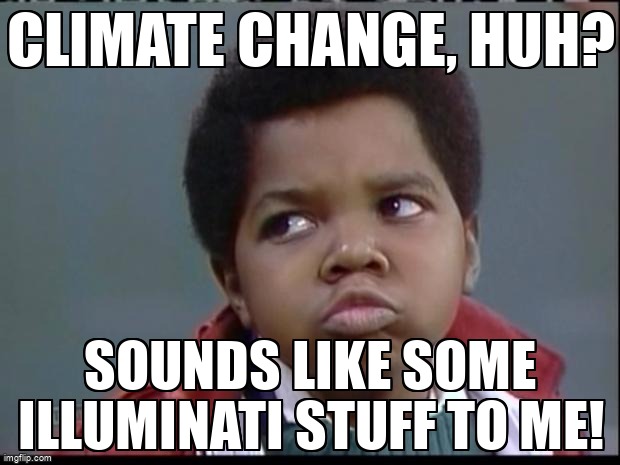 CLIMATE CHANGE, HUH?
SOUNDS LIKE SOME
ILLUMINATI STUFF TO ME!
imgflip.com